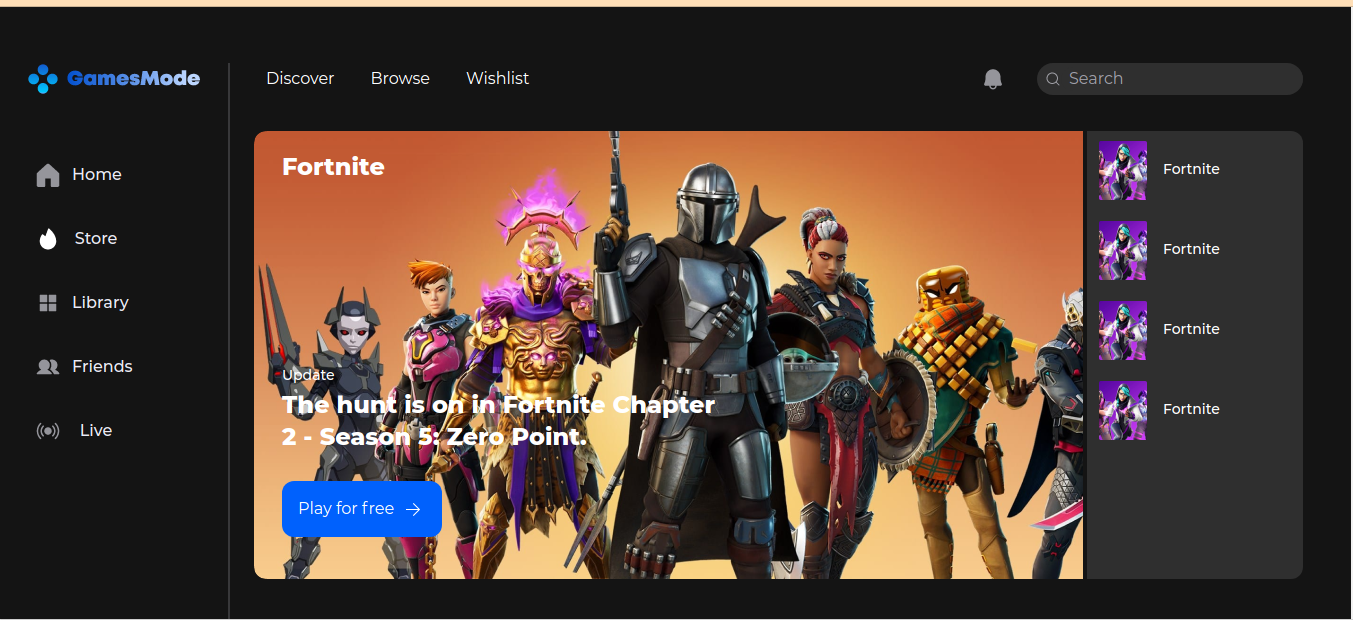 GamesMode
Discover
Browse
Wishlist
Search
Home
Store
Library
Friends
Live
Fortnite
Update
The hunt is on in Fortnite Chapter
2 - Season 5: Zero Point.
Play for free
Fortnite
Fortnite
Fortnite
Fortnite